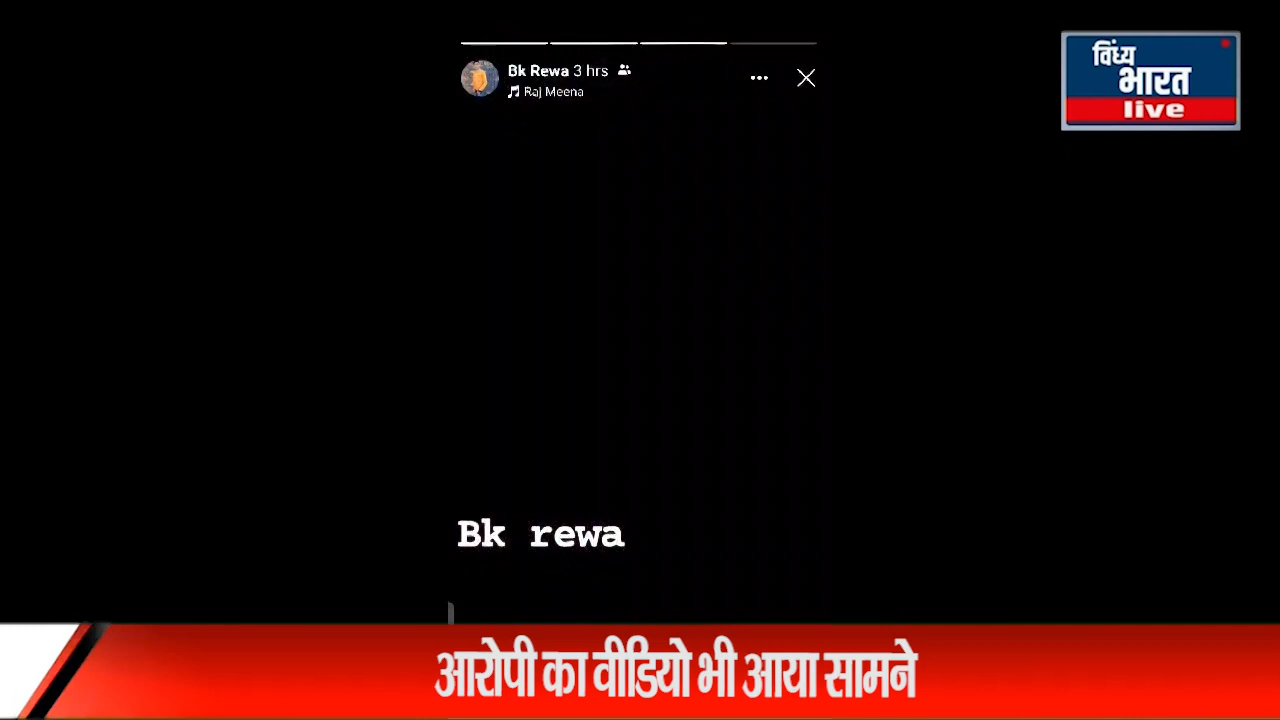 Bk Rewa 3 hrs
Raj Meena
विंध्य
भारत
live
Bk rewa
आरोपी का वीडियो भी आया सामने